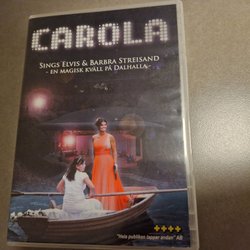 CAROLA
SINGS ELVIS & BARBRA STREISAND
- EN MAGISK KVÄLL PÅ DALHALLA -
"Hela publiken tappar andan" AB